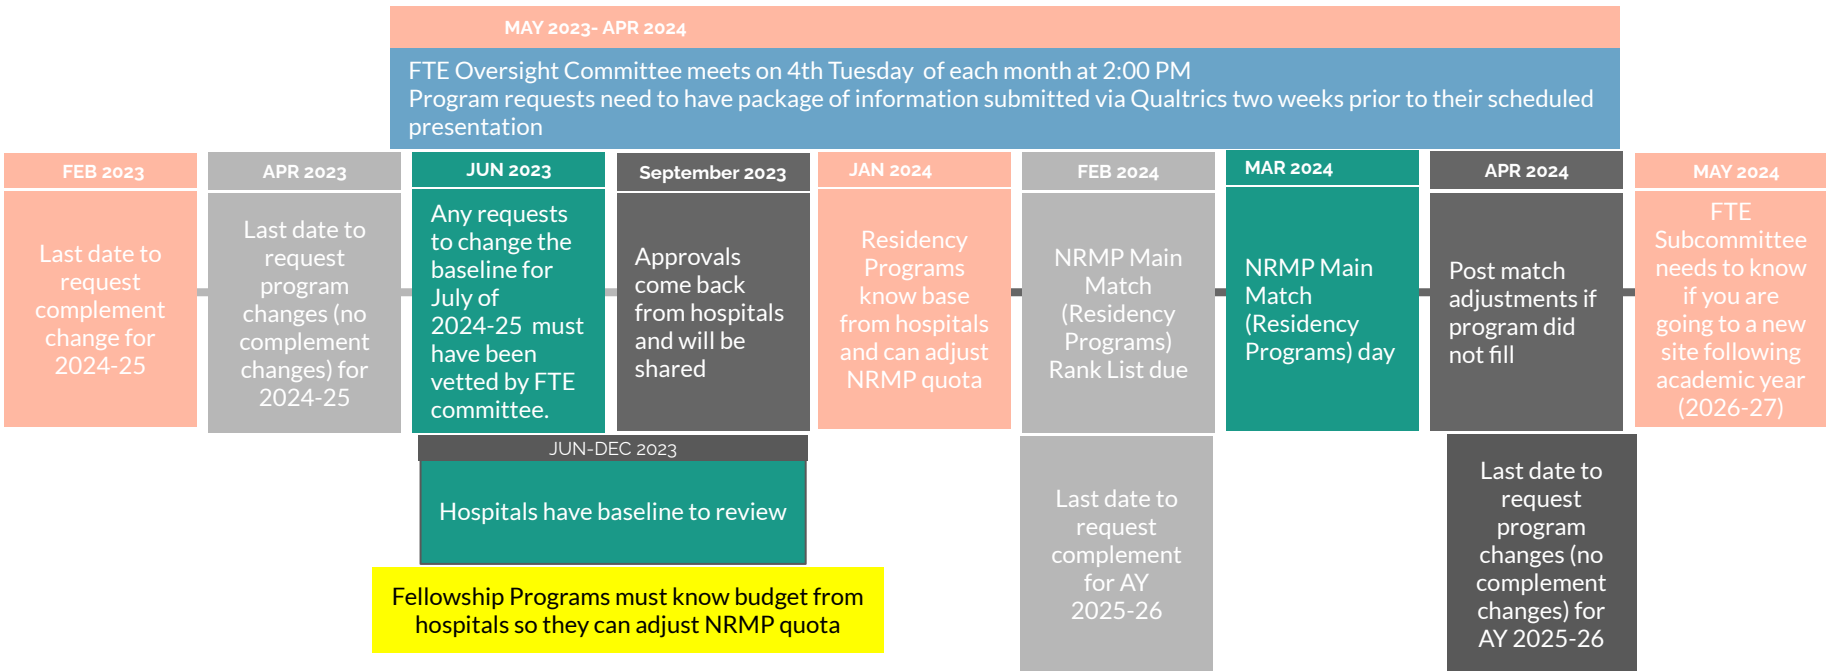 MAY 2023- APR 2024
FTE Oversight Committee meets on 4th Tuesday of each month at 2:00 PM
Program requests need to have package of information submitted via Qualtrics two weeks prior to their scheduled
presentation
FEB 2023
Last date to
request
complement
change for
2024-25
APR 2023
Last date to
request
program
changes (no
complement
changes) for
2024-25
JUN 2023
Any requests
to change the
baseline for
July of
2024-25 must
have been
vetted by FTE
committee.
September 2023
Approvals
come back
from hospitals
and will be
shared
JAN 2024
Residency
Programs
know base
from hospitals
and can adjust
NRMP quota
FEB 2024
NRMP Main
Match
(Residency
Programs)
Rank List due
MAR 2024
NRMP Main
Match
(Residency
Programs) day
APR 2024
Post match
adjustments if
program did
not fill
MAY 2024
FTE
Subcommittee
needs to know
if you are
going to a new
site following
academic year
(2026-27)
JUN-DEC 2023
Hospitals have baseline to review
Fellowship Programs must know budget from
hospitals so they can adjust NRMP quota
Last date to
request
complement
for AY
2025-26
Last date to
request
program
changes (no
complement
changes) for
AY 2025-26